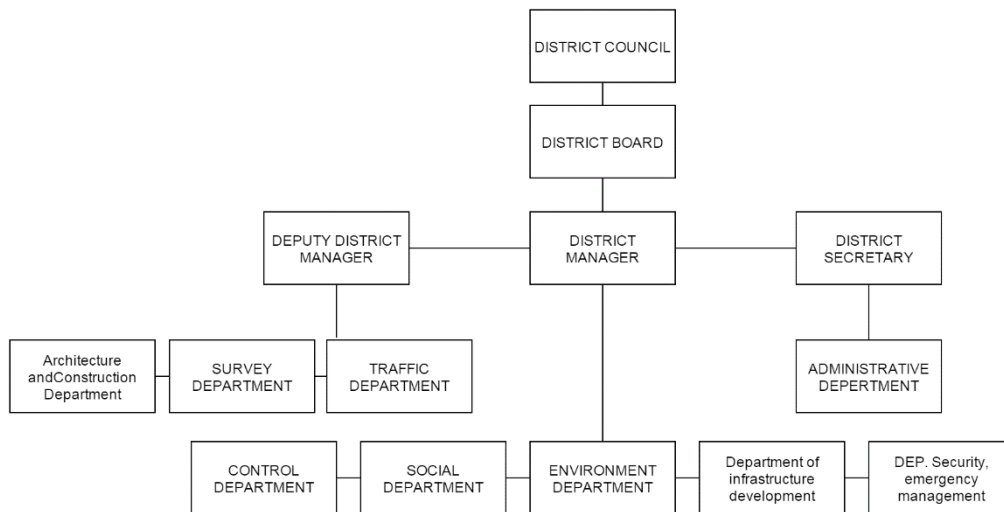 DISTRICT COUNCIL
DISTRICT BOARD
DEPUTY DISTRICT
MANAGER
DISTRICT
MANAGER
DISTRICT
SECRETARY
Architecture
andConstruction
Department
SURVEY
DEPARTMENT
TRAFFIC
DEPARTMENT
ADMINISTRATIVE
DEPERTMENT
CONTROL
DEPARTMENT
SOCIAL
DEPARTMENT
ENVIRONMENT
DEPARTMENT
Department of
infrastructure
development
DEP. Security,
emergency
management